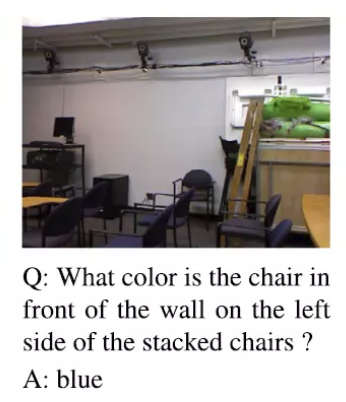 Q: What color is the chair in
front of the wall on the left
side of the stacked chairs ?
A: blue